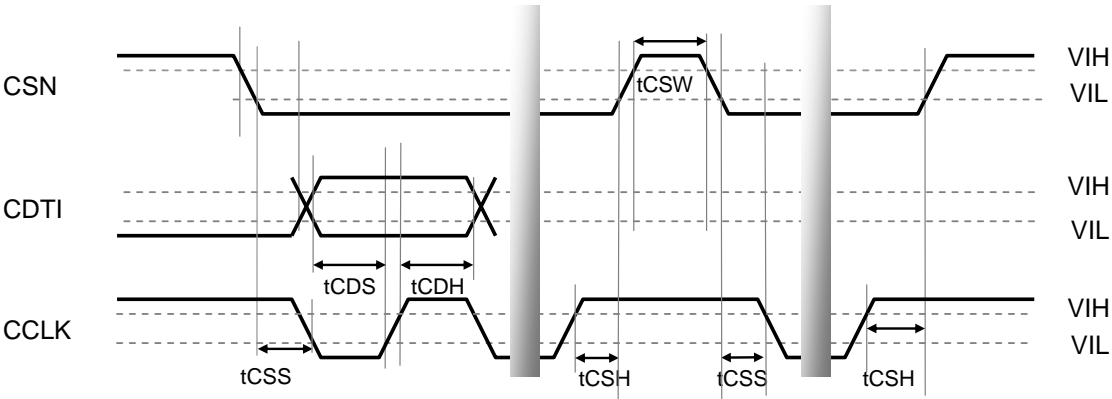 CSN
VIH
VIL
tCSW
CDTI
VIH
VIL
tCDS
tCDH
CCLK
VIH
VIL
tCSS
tCSH
tCSS
tCSH